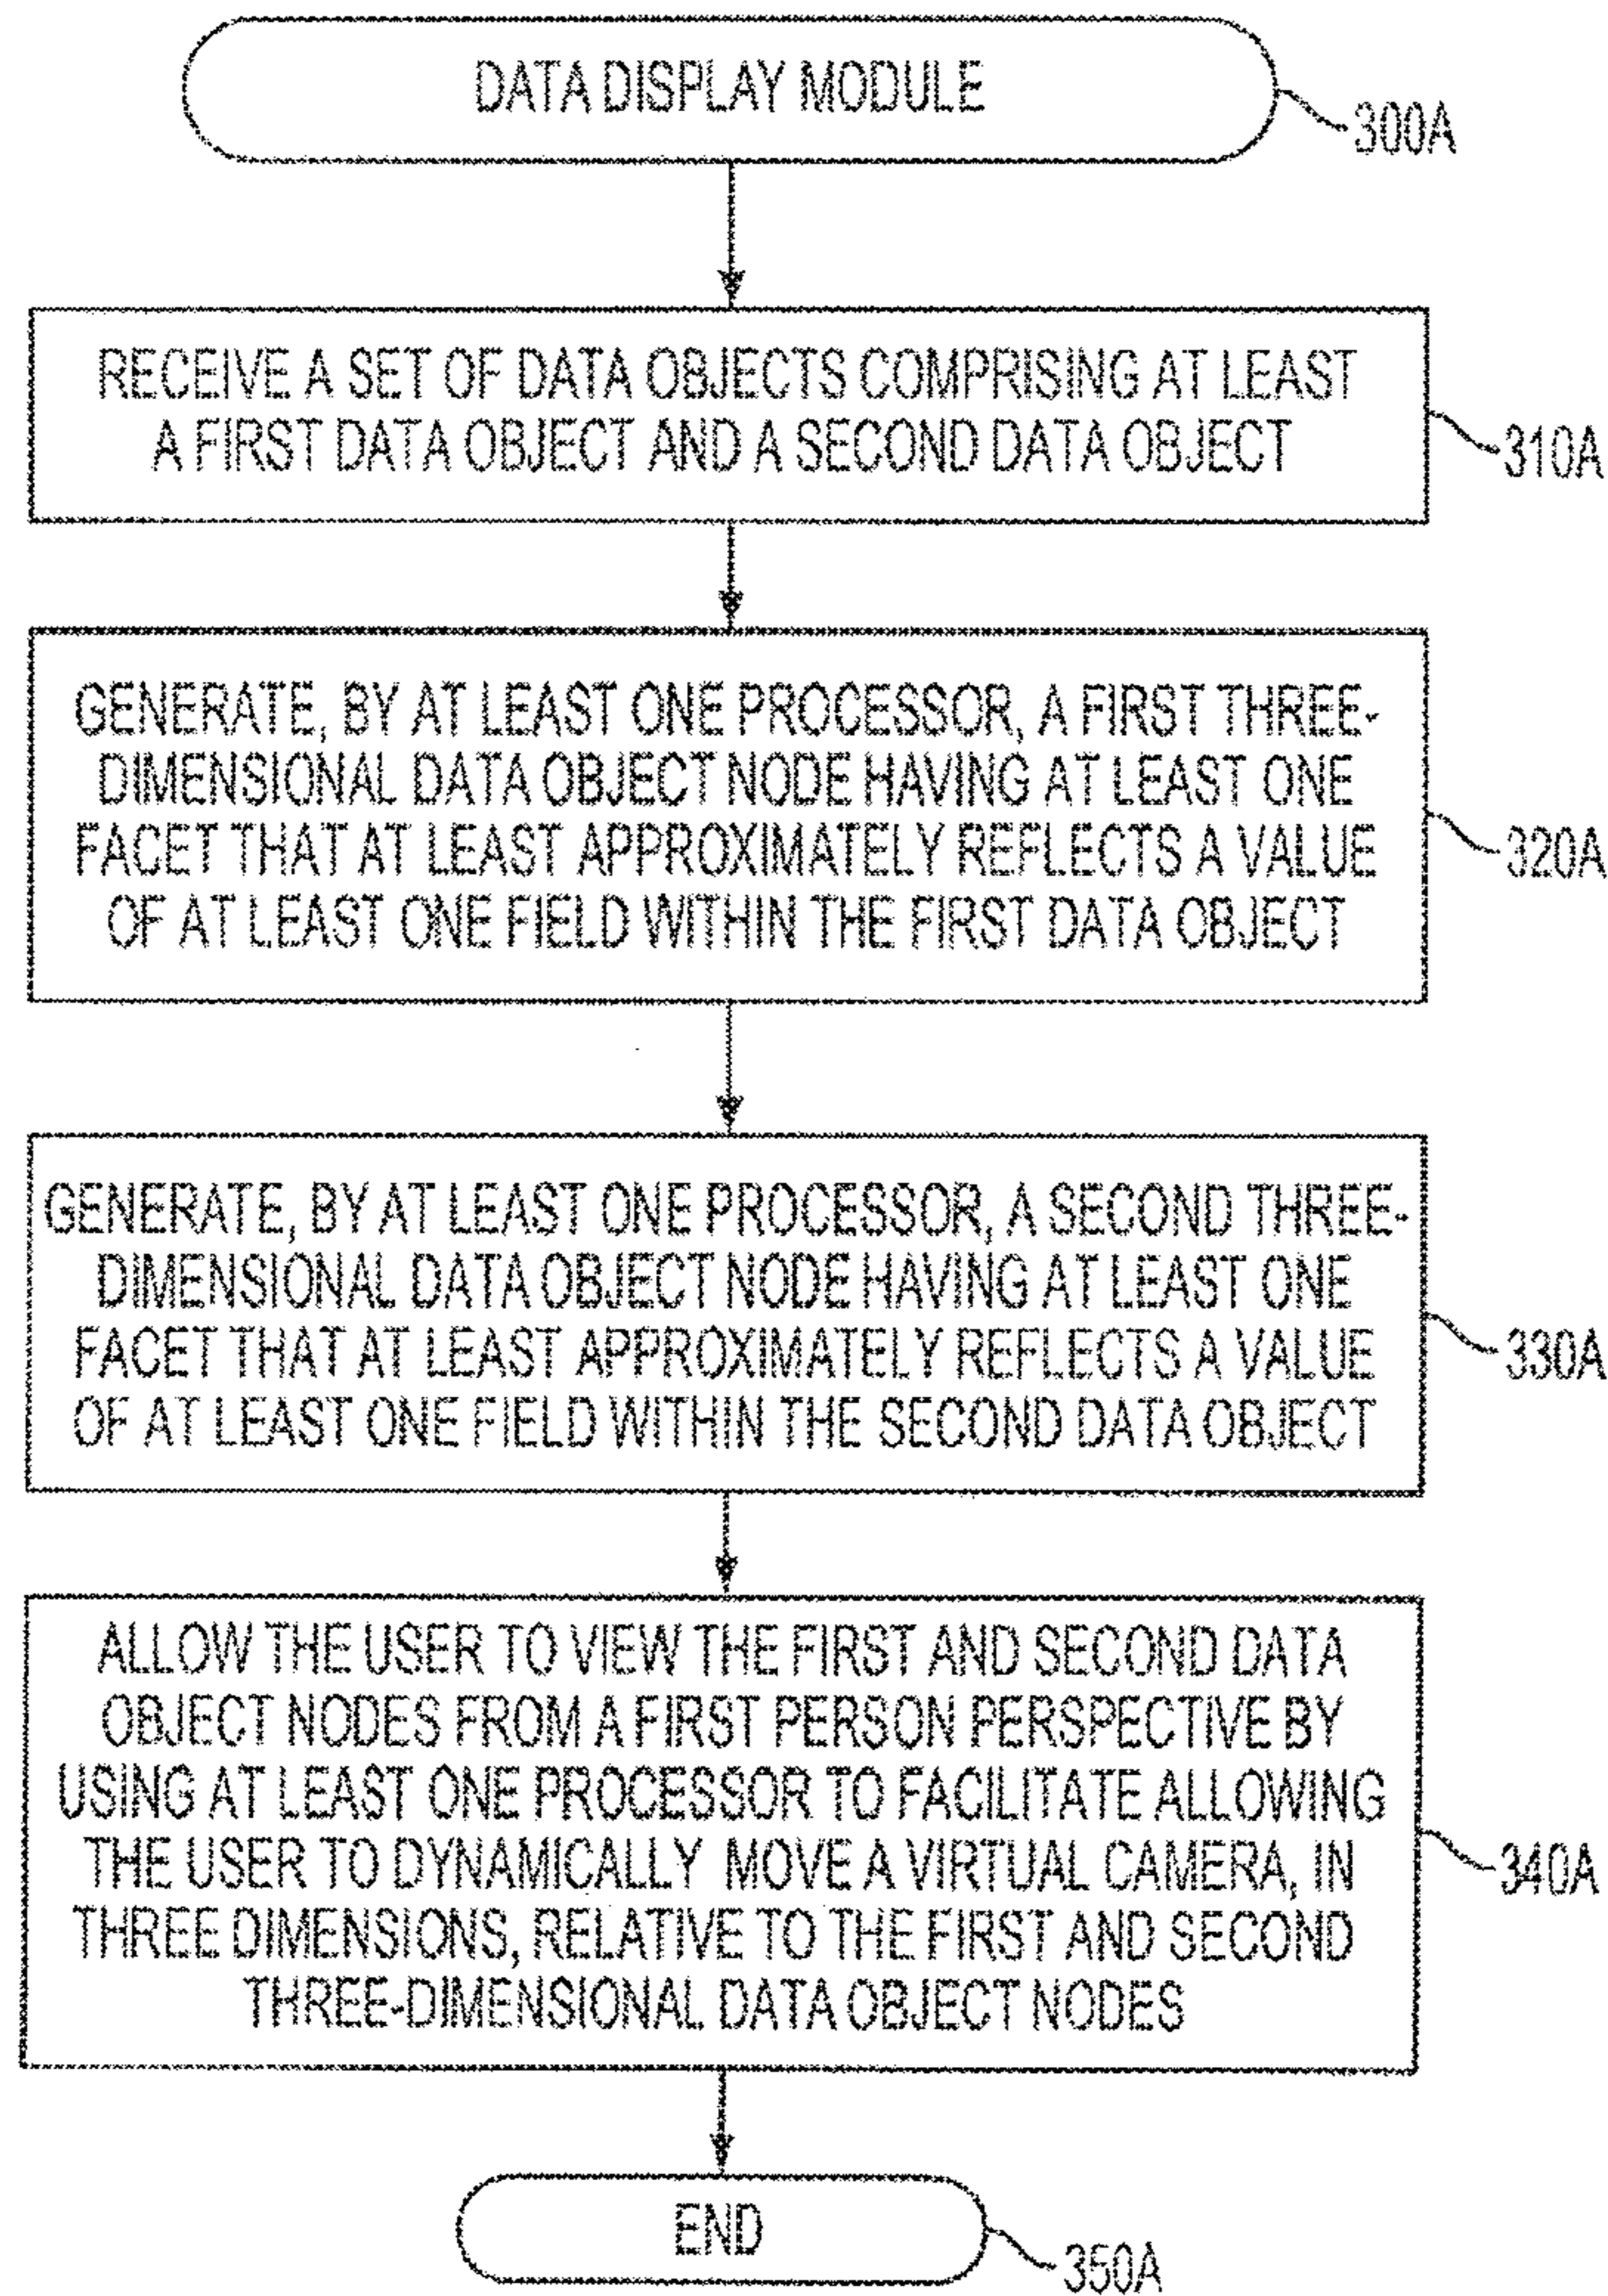 DATA DISPLAY MODULE
300A
RECEIVE A SET OF DATA OBJECTS COMPRISING AT LEAST
A FIRST DATA OBJECT AND A SECOND DATA OBJECT
310A
GENERATE, BY AT LEAST ONE PROCESSOR, A FIRST THREE-
DIMENSIONAL DATA OBJECT NODE HAVING AT LEAST ONE
FACET THAT AT LEAST APPROXIMATELY REFLECTS A VALUE
OF AT LEAST ONE FIELD WITHIN THE FIRST DATA OBJECT
320A
GENERATE, BY AT LEAST ONE PROCESSOR, A SECOND THREE-
DIMENSIONAL DATA OBJECT NODE HAVING AT LEAST ONE
FACET THAT AT LEAST APPROXIMATELY REFLECTS A VALUE
OF AT LEAST ONE FIELD WITHIN THE SECOND DATA OBJECT
330A
ALLOW THE USER TO VIEW THE FIRST AND SECOND DATA
OBJECT NODES FROM A FIRST PERSON PERSPECTIVE BY
USING AT LEAST ONE PROCESSOR TO FACILITATE ALLOWING
THE USER TO DYNAMICALLY MOVE A VIRTUAL CAMERA, IN
THREE DIMENSIONS, RELATIVE TO THE FIRST AND SECOND
THREE-DIMENSIONAL DATA OBJECT NODES
340A
END
350A